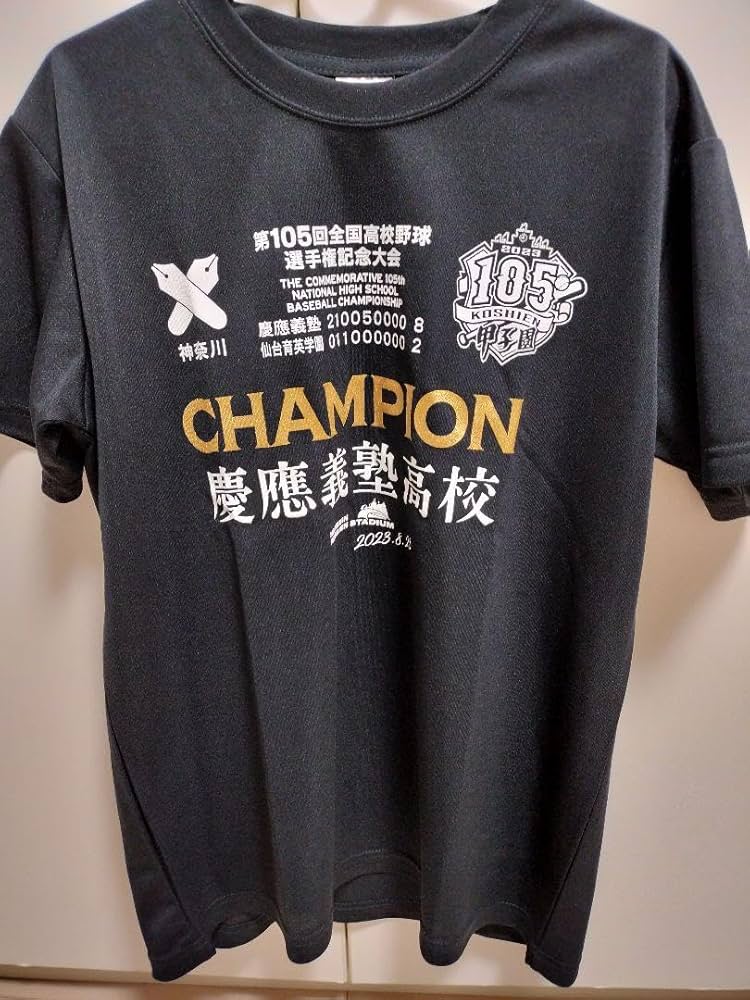 第105回全国高校野球
選手権記念大会
THE COMMEMORATIVE 105th
NATIONAL HIGH SCHOOL
BASEBALL CHAMPIONSHIP
慶應義塾 210050000 8
仙台育英学園 011000000 2
神奈川
2023
105
KOSHIEN
甲子園
CHAMPION
慶應義塾高校
STADIUM
2023.8.2